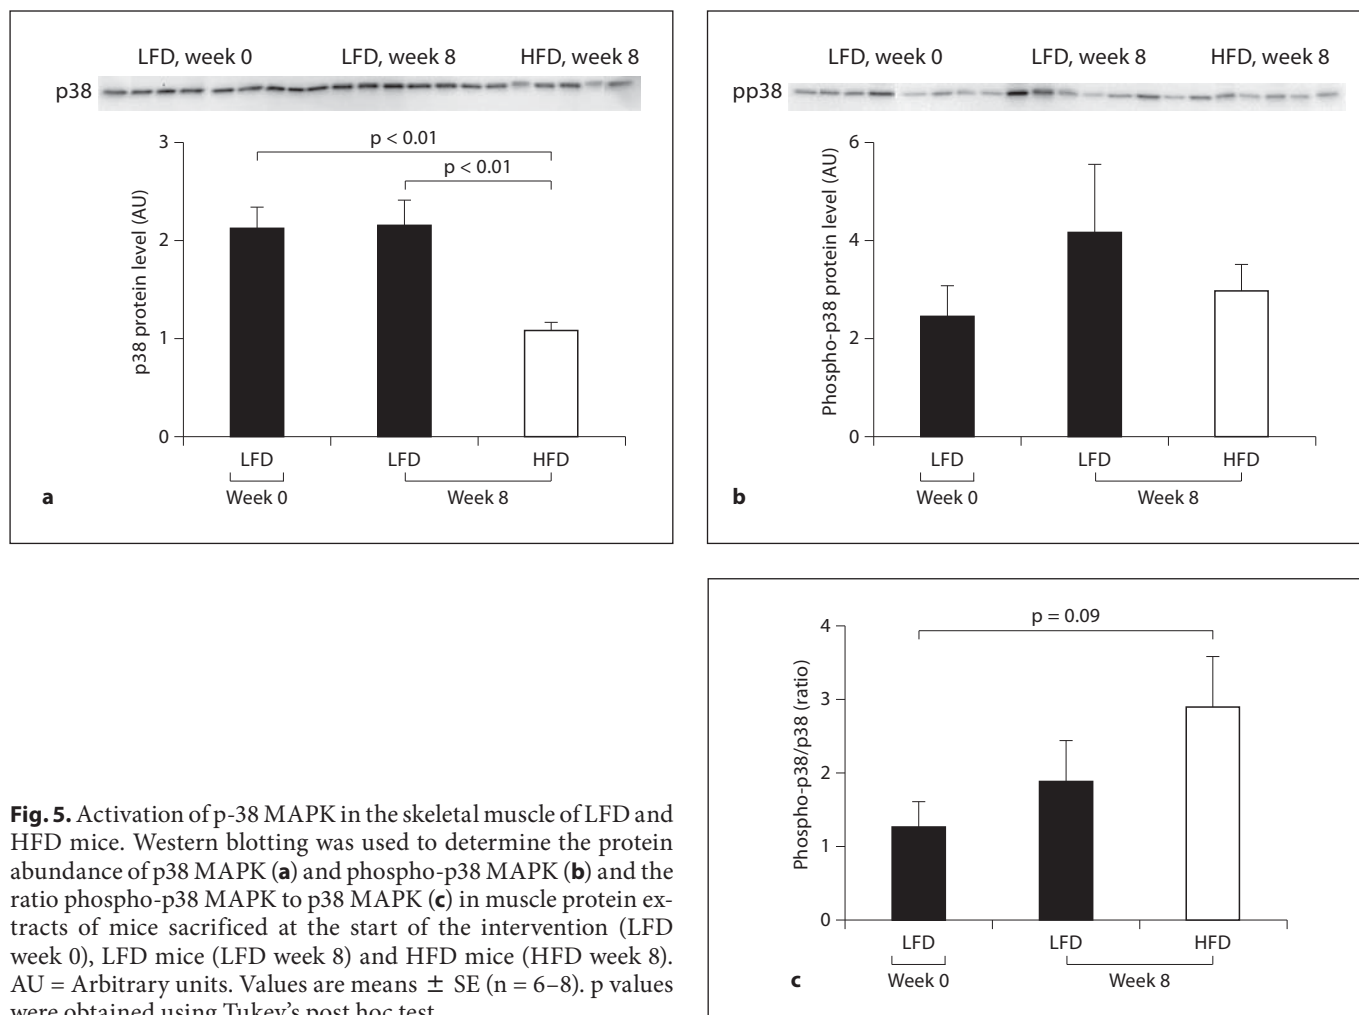 LFD, week 0 LFD, week 8 HFD, week 8
p38
3
2
1
0
p38 protein level (AU)
p < 0.01
p < 0.01
LFD LFD HFD
Week 0 Week 8
a
LFD, week 0 LFD, week 8 HFD, week 8
pp38
6
4
2
0
Phospho-p38 protein level (AU)
LFD LFD HFD
Week 0 Week 8
b
4
3
2
1
0
Phospho-p38/p38 (ratio)
p = 0.09
LFD LFD HFD
Week 0 Week 8
c
Fig. 5. Activation of p-38 MAPK in the skeletal muscle of LFD and
HFD mice. Western blotting was used to determine the protein
abundance of p38 MAPK (a) and phospho-p38 MAPK (b) and the
ratio phospho-p38 MAPK to p38 MAPK (c) in muscle protein ex-
tracts of mice sacrificed at the start of the intervention (LFD
week 0), LFD mice (LFD week 8) and HFD mice (HFD week 8).
AU = Arbitrary units. Values are means ± SE (n = 6–8). p values
were obtained using Tukey's post hoc test